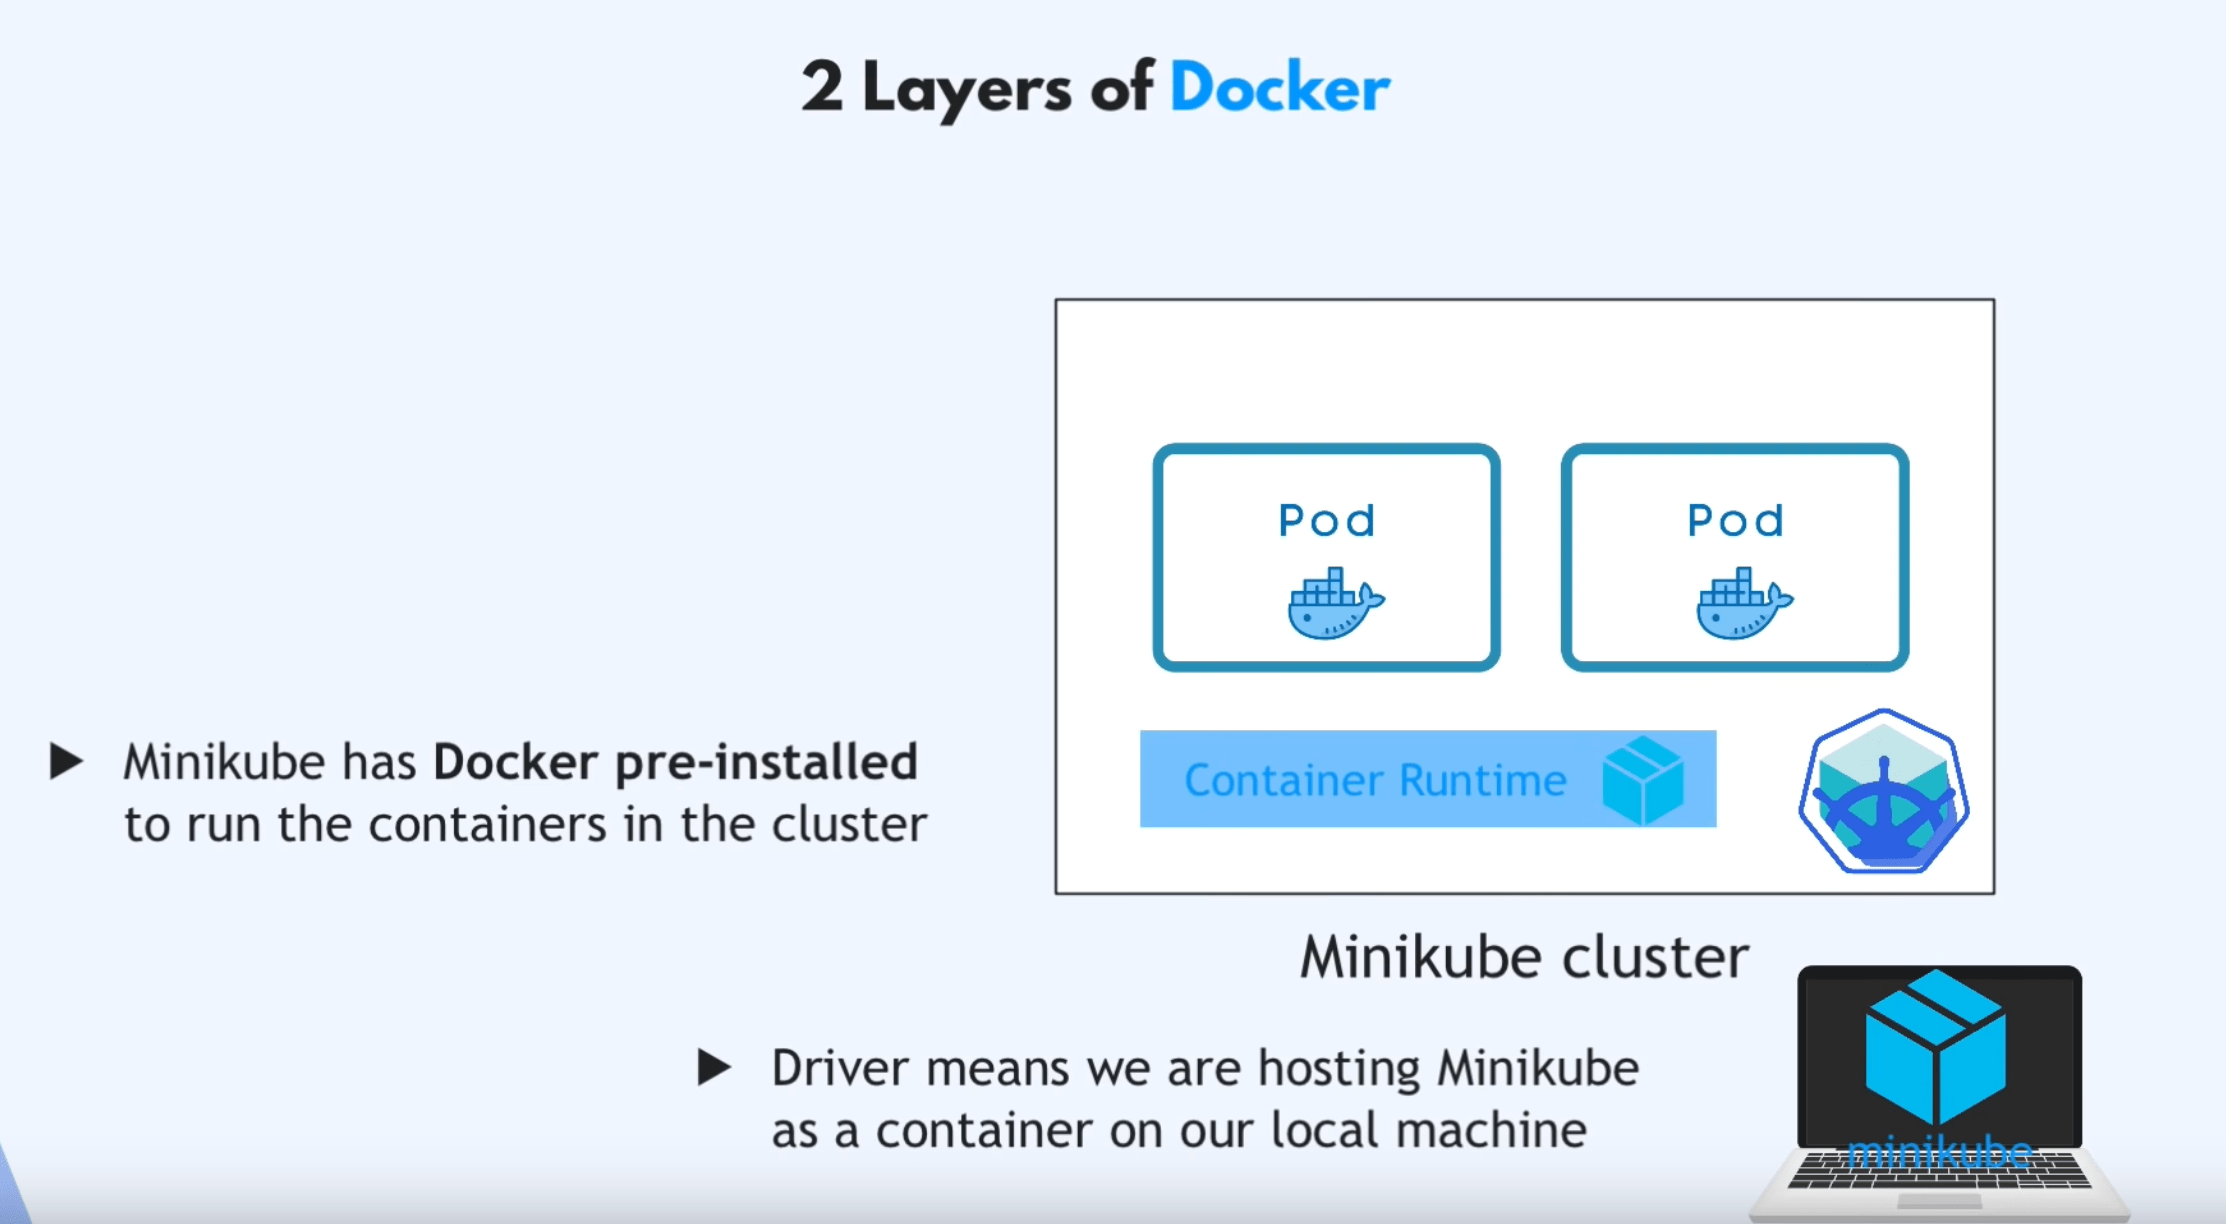 2 Layers of Docker
Pod
Pod
Container Runtime
Minikube has Docker pre-installed
to run the containers in the cluster
Minikube cluster
Driver means we are hosting Minikube
as a container on our local machine
minikube